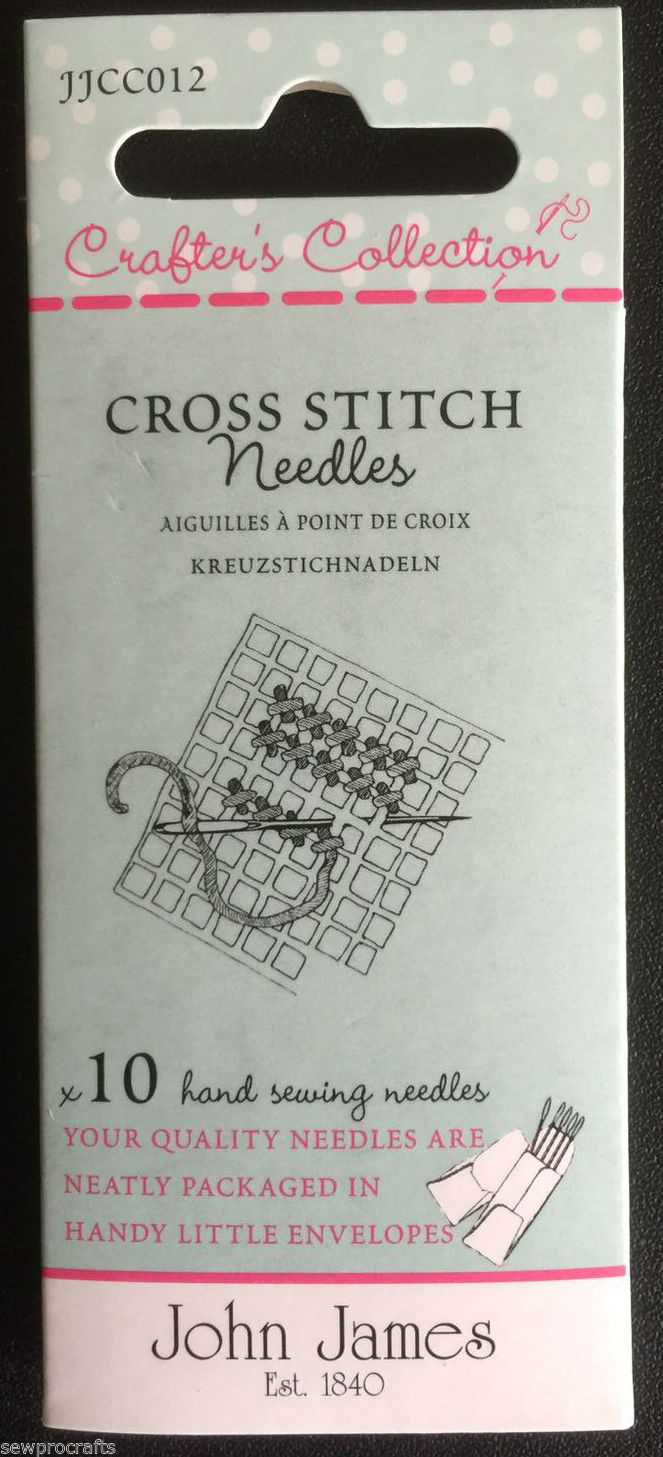 JJCC012
Crafter's Collection
CROSS STITCH
Needles
AIGUILLES À POINT DE CROIX
KREUZSTICHNADELN
x10 hand sewing needles
YOUR QUALITY NEEDLES ARE
NEATLY PACKAGED IN
HANDY LITTLE ENVELOPES
John James
Est. 1840
sewprocrafts